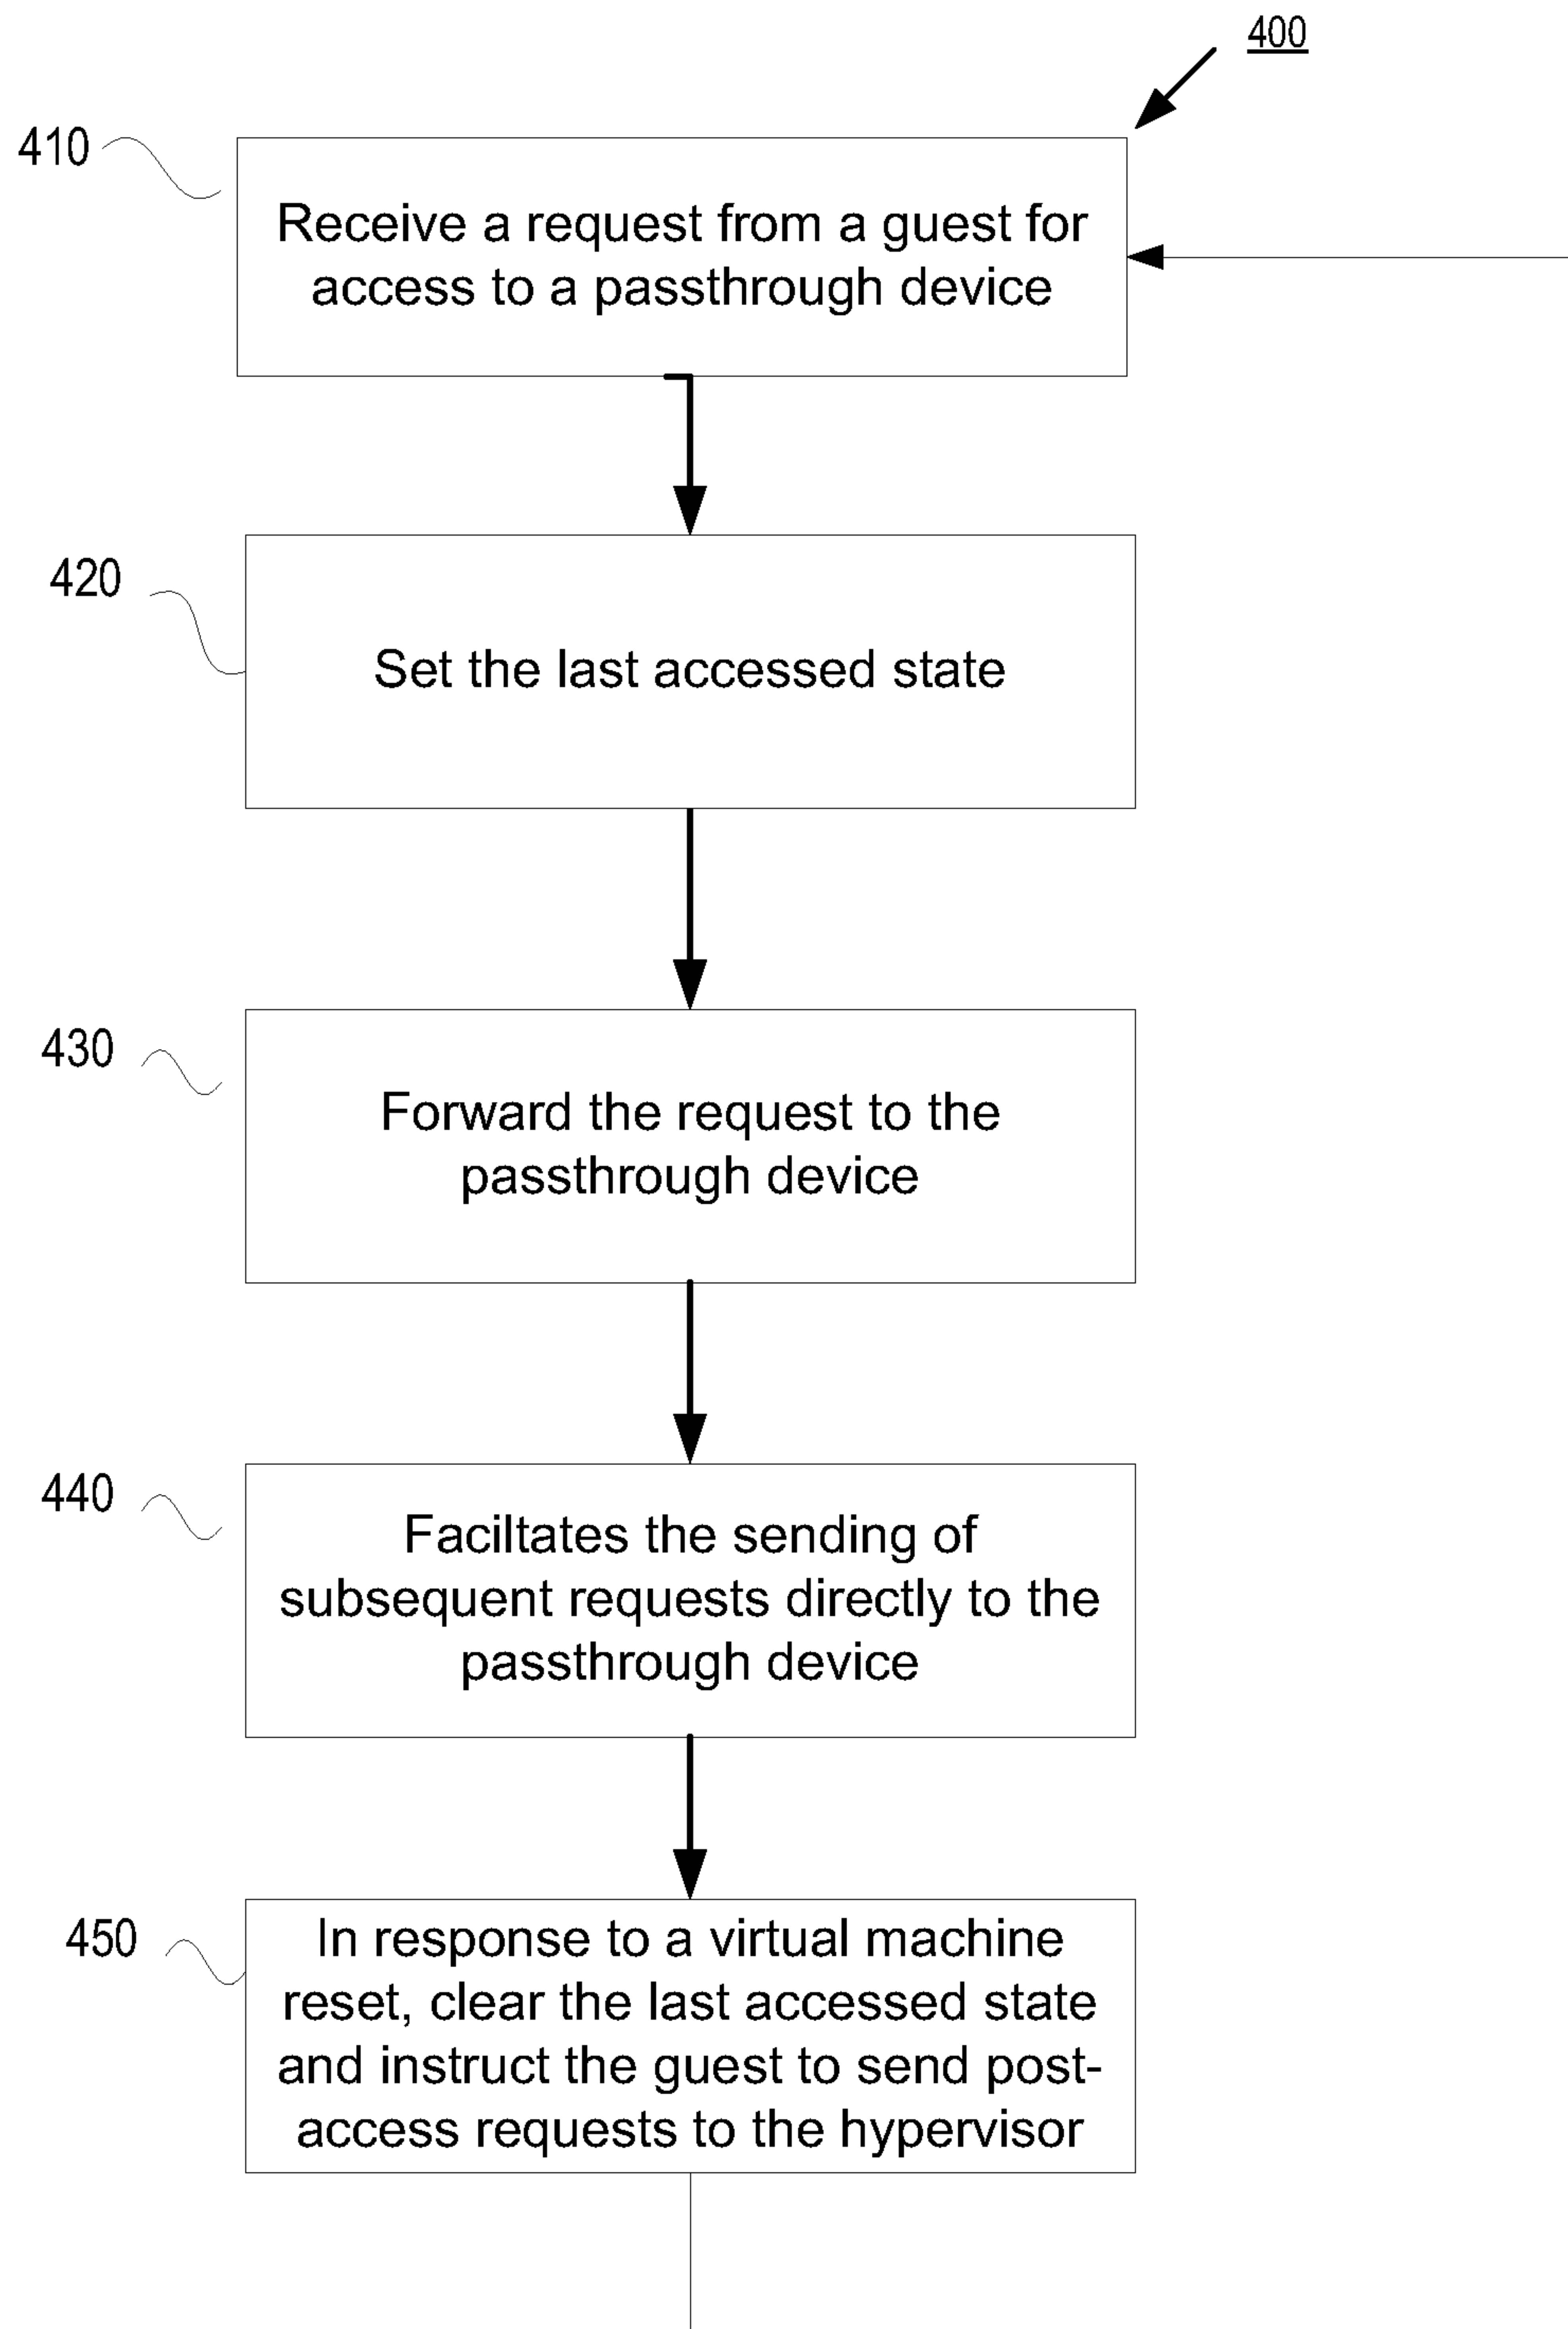 400
410
Receive a request from a guest for
access to a passthrough device
420
Set the last accessed state
430
Forward the request to the
passthrough device
440
Faciltates the sending of
subsequent requests directly to the
passthrough device
450
In response to a virtual machine
reset, clear the last accessed state
and instruct the guest to send post-
access requests to the hypervisor